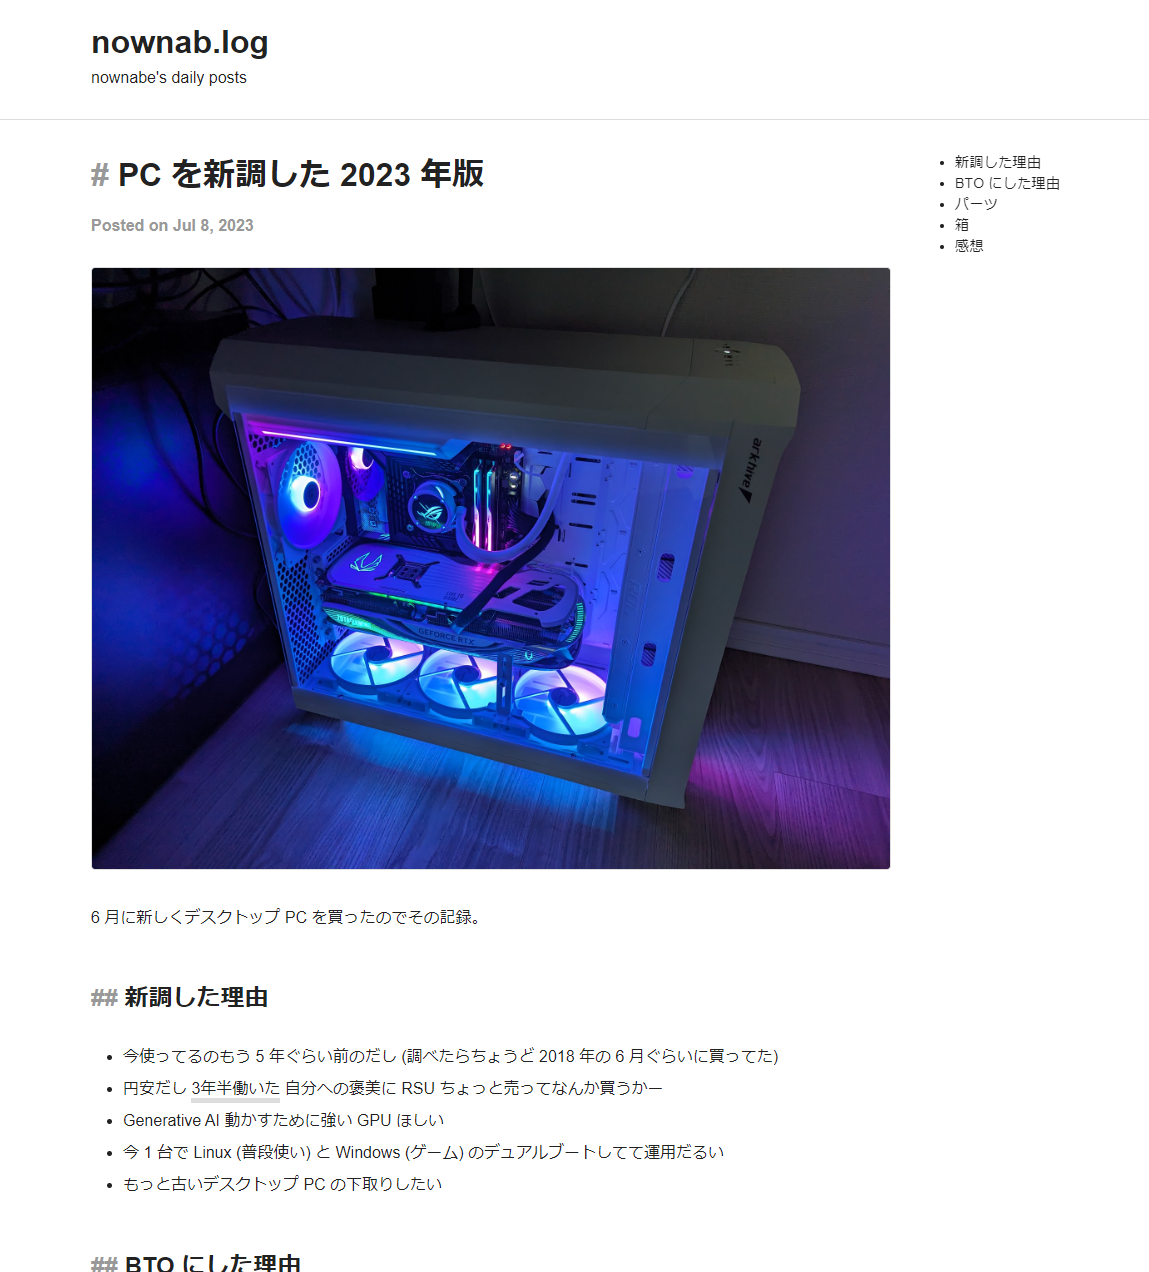 nownab.log
nownabe's daily posts
# PC を新調した 2023 年版
Posted on Jul 8, 2023
新調した理由
BTO にした理由
パーツ
箱
感想
arkhive
GEFORCE RTX
6 月に新しくデスクトップ PC を買ったのでその記録。
## 新調した理由
今使ってるのもう 5 年ぐらい前のだし (調べたらちょうど 2018 年の 6 月ぐらいに買ってた)
円安だし 3年半働いた 自分への褒美に RSU ちょっと売ってなんか買うかー
Generative AI 動かすために強い GPU ほしい
今 1 台で Linux (普段使い) と Windows (ゲーム) のデュアルブートしてて運用だるい
もっと古いデスクトップ PC の下取りしたい
## BTO にした理由